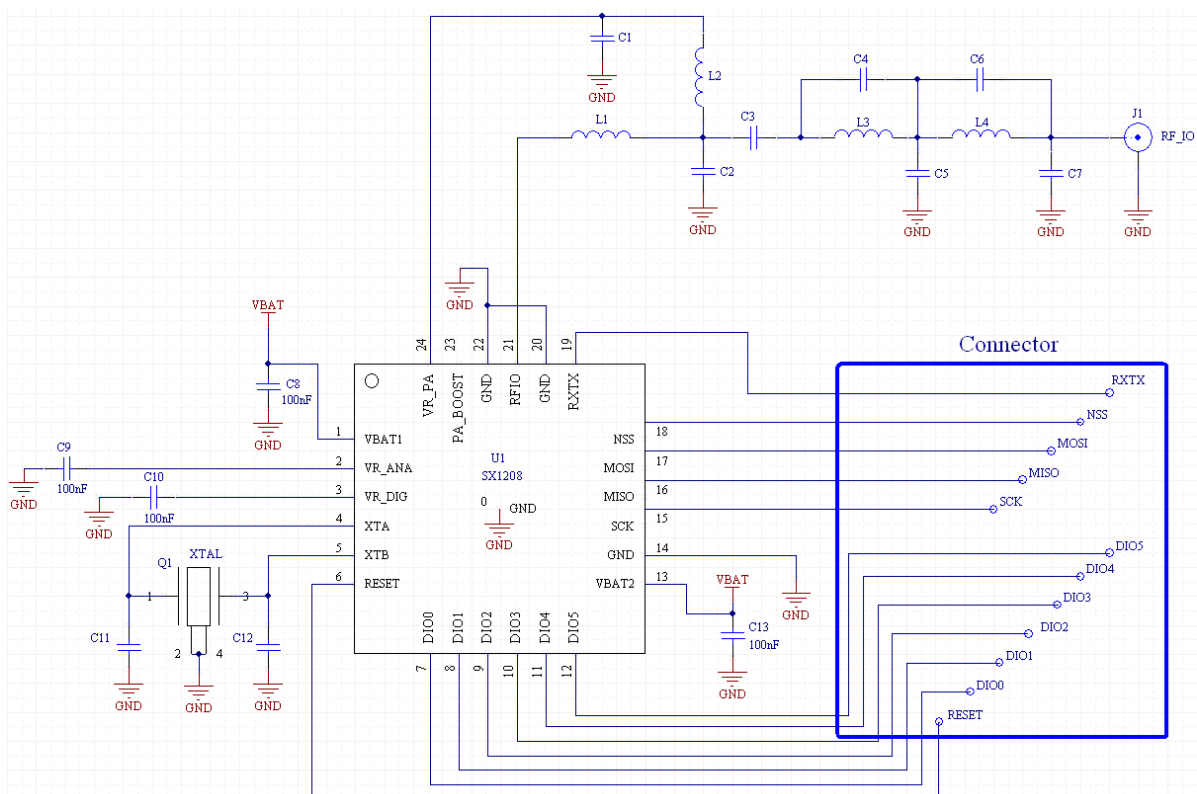 C1
GND
L2
C4
C6
L1
C3
L3
L4
J1
RF_IO
C2
C5
C7
GND
GND
GND
GND
GND
VBAT
24
23
22
21
20
19
Connector
C8
100nF
GND
VR_PA
PA_BOOST
GND
RFIO
GND
RXTX
RXTX
NSS
MOSI
MISO
SCK
1
VBAT1
NSS
18
C9
100nF
GND
2
VR_ANA
MOSI
17
C10
100nF
GND
3
VR_DIG
U1
SX1208
0
GND
GND
MISO
16
4
XTA
SCK
15
5
XTB
GND
14
GND
6
RESET
VBAT2
13
VBAT
C13
100nF
GND
Q1
XTAL
1
3
2
4
C11
C12
GND
GND
GND
DIO0
DIO1
DIO2
DIO3
DIO4
DIO5
7
8
9
10
11
12
DIO5
DIO4
DIO3
DIO2
DIO1
DIO0
RESET